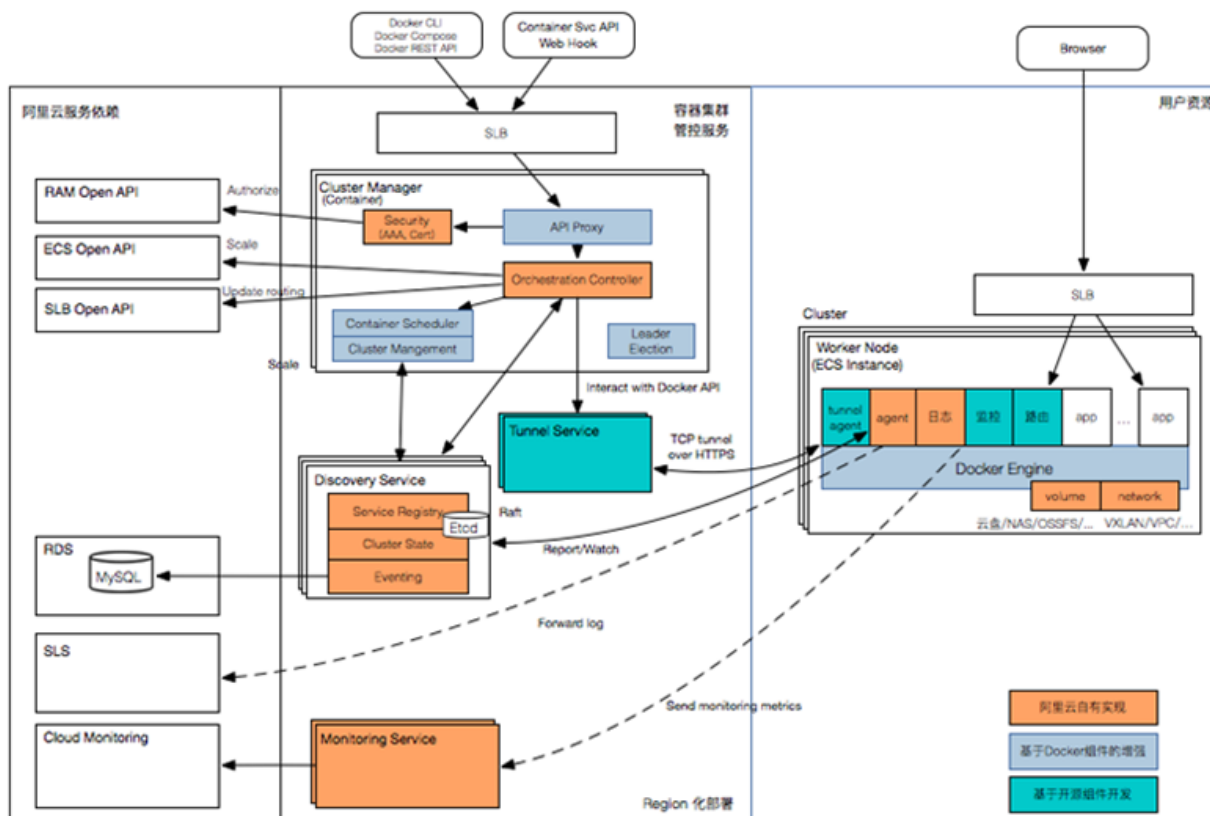 Docker CLI
Docker Compose
Docker REST API
Container Svc API
Web Hook
Browser
阿里云服务依赖
容器集群
管控服务
用户资源
SLB
RAM Open API
Authorize
Cluster Manager
(Container)
Security
(AAA, Cert)
API Proxy
ECS Open API
Scale
Orchestration Controller
SLB Open API
Update routing
SLB
Container Scheduler
Cluster Mangement
Leader
Election
Cluster
Worker Node
(ECS Instance)
Scale
Interact with Docker API
tunnel
agent
agent
日志
监控
路由
app
...
app
Tunnel Service
TCP tunnel
over HTTPS
Docker Engine
volume
network
云盘/NAS/OSSFS/...
VXLAN/VPC/...
Discovery Service
Service Registry
Etcd
Raft
Cluster State
Eventing
Report/Watch
RDS
MySQL
Forward log
SLS
Send monitoring metrics
阿里云自有实现
Cloud Monitoring
Monitoring Service
基于Docker组件的增强
基于开源组件开发
Region 化部署